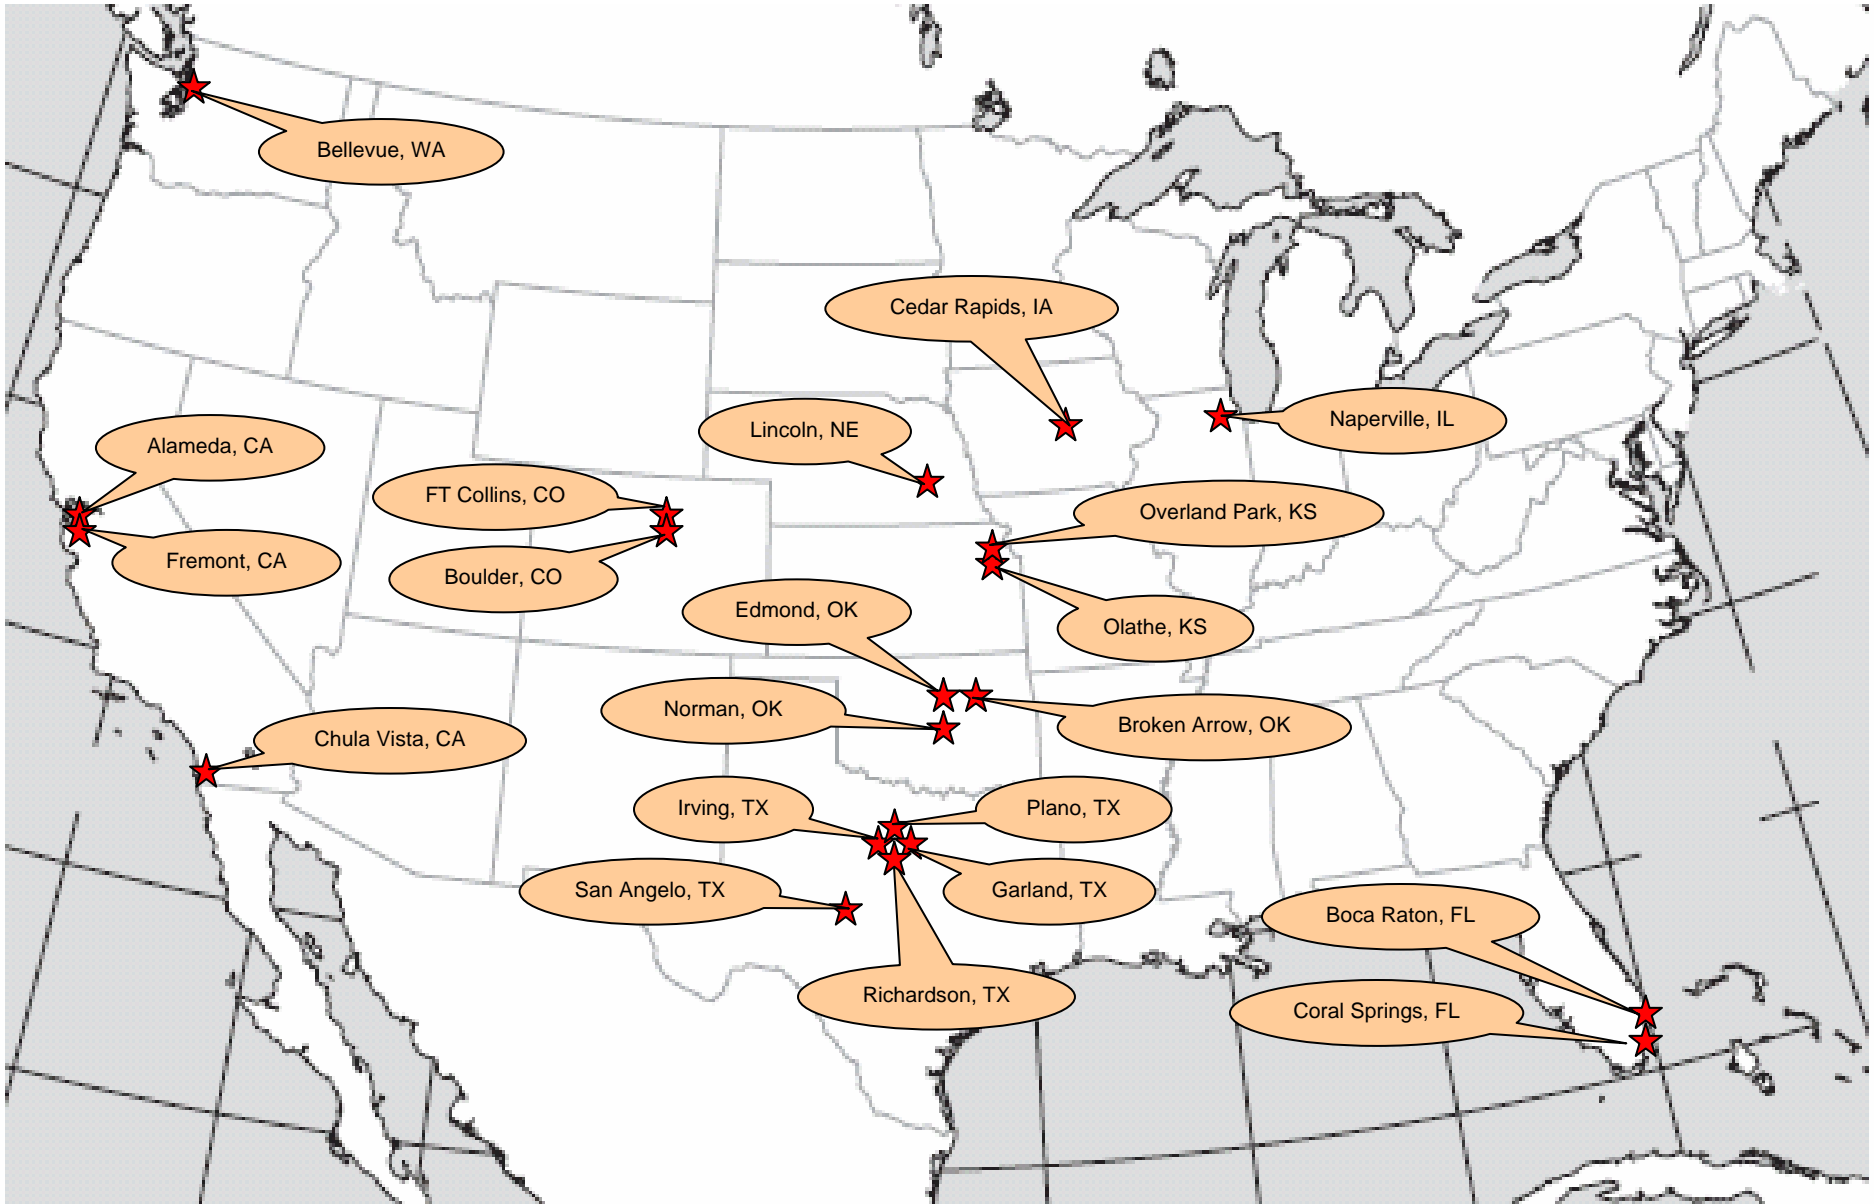 Bellevue, WA
Cedar Rapids, IA
Naperville, IL
Lincoln, NE
Alameda, CA
FT Collins, CO
Overland Park, KS
Fremont, CA
Boulder, CO
Edmond, OK
Olathe, KS
Norman, OK
Broken Arrow, OK
Chula Vista, CA
Irving, TX
Plano, TX
San Angelo, TX
Garland, TX
Boca Raton, FL
Richardson, TX
Coral Springs, FL